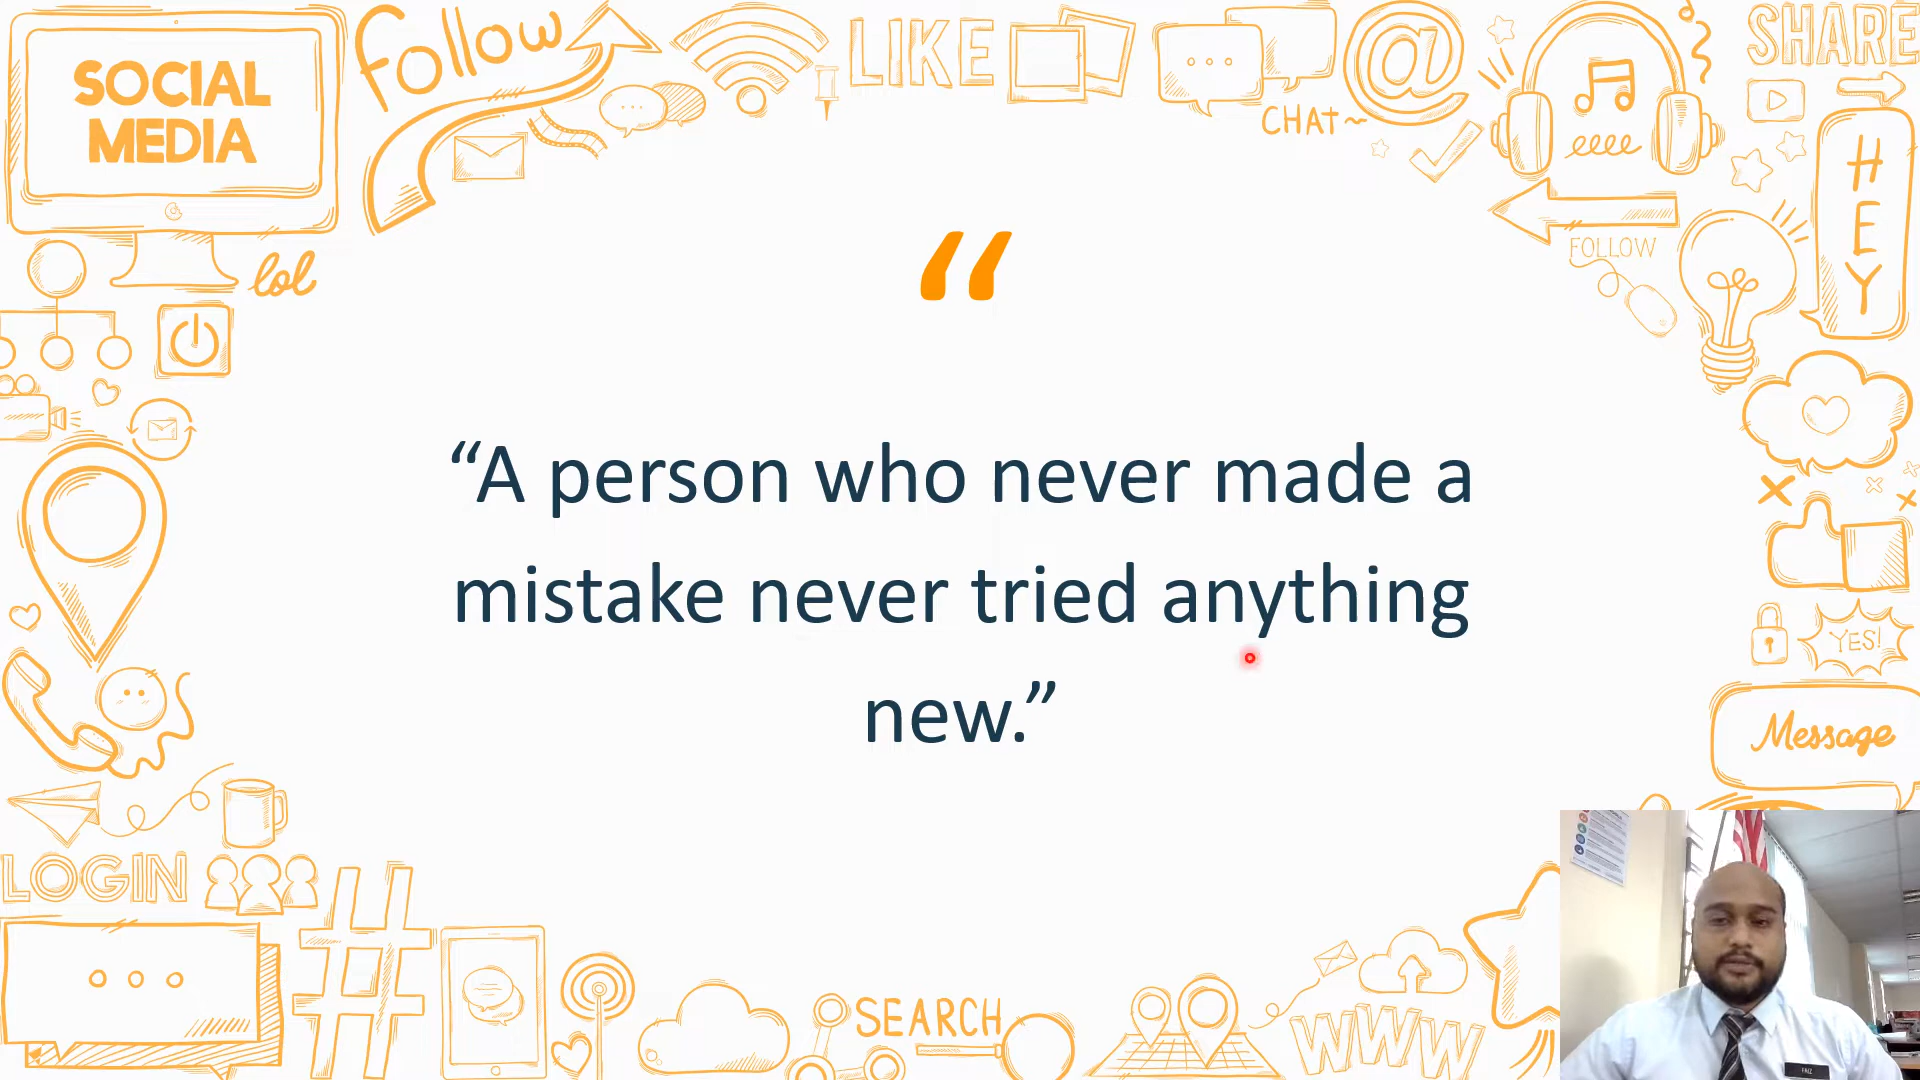 SOCIAL
MEDIA
follow
LIKE
CHAT~
@
SHARE
HEY
FOLLOW
lol
“
“A person who never made a
mistake never tried anything
new.”
YES!
Message
LOGIN
#
SEARCH
WWW